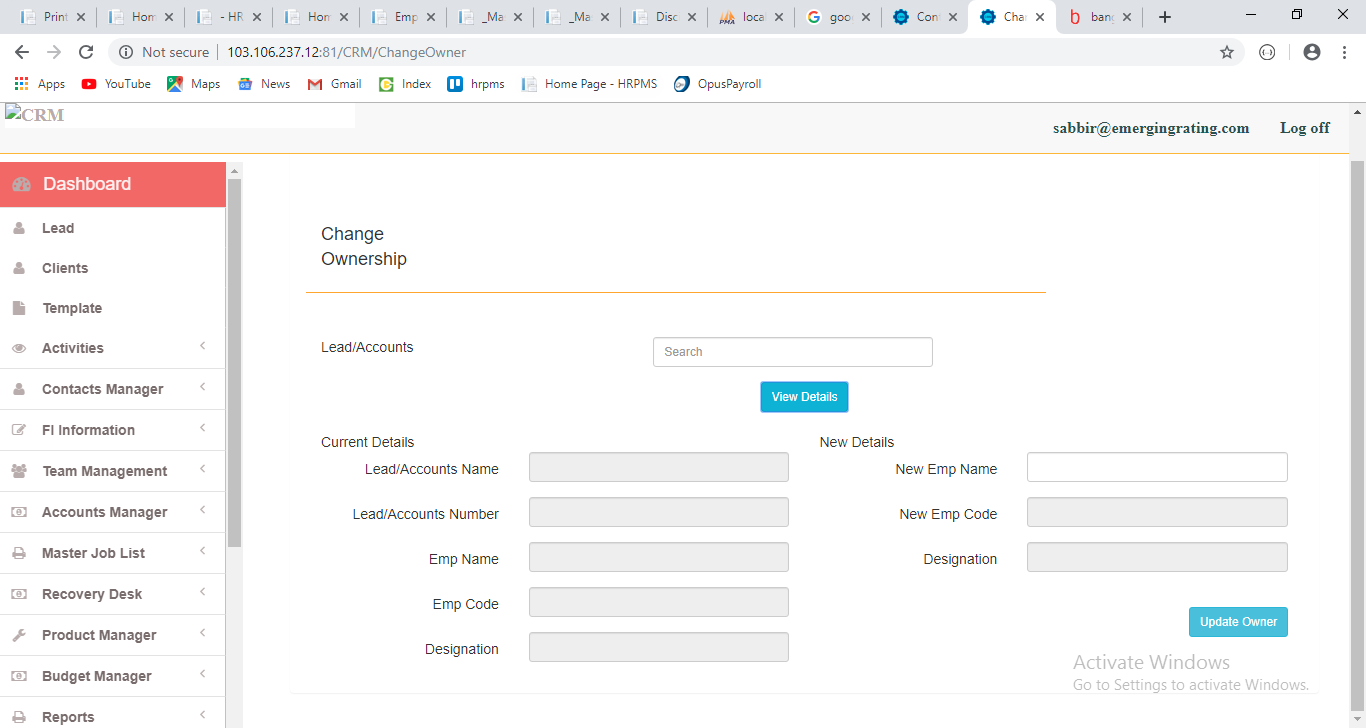 Print
Hom
- HR
Hom
Emp
_Ma
_Ma
Disc
loca
goo
Con
Cha
bang
Not secure
103.106.237.12:81/CRM/ChangeOwner
Apps
YouTube
Maps
News
Gmail
Index
hrpms
Home Page - HRPMS
OpusPayroll
CRM
sabbir@emergingrating.com
Log off
Dashboard
Lead
Clients
Template
Activities
Contacts Manager
FI Information
Team Management
Accounts Manager
Master Job List
Recovery Desk
Product Manager
Budget Manager
Reports
Change
Ownership
Lead/Accounts
Search
View Details
Current Details
Lead/Accounts Name
Lead/Accounts Number
Emp Name
Emp Code
Designation
New Details
New Emp Name
New Emp Code
Designation
Update Owner
Activate Windows
Go to Settings to activate Windows.